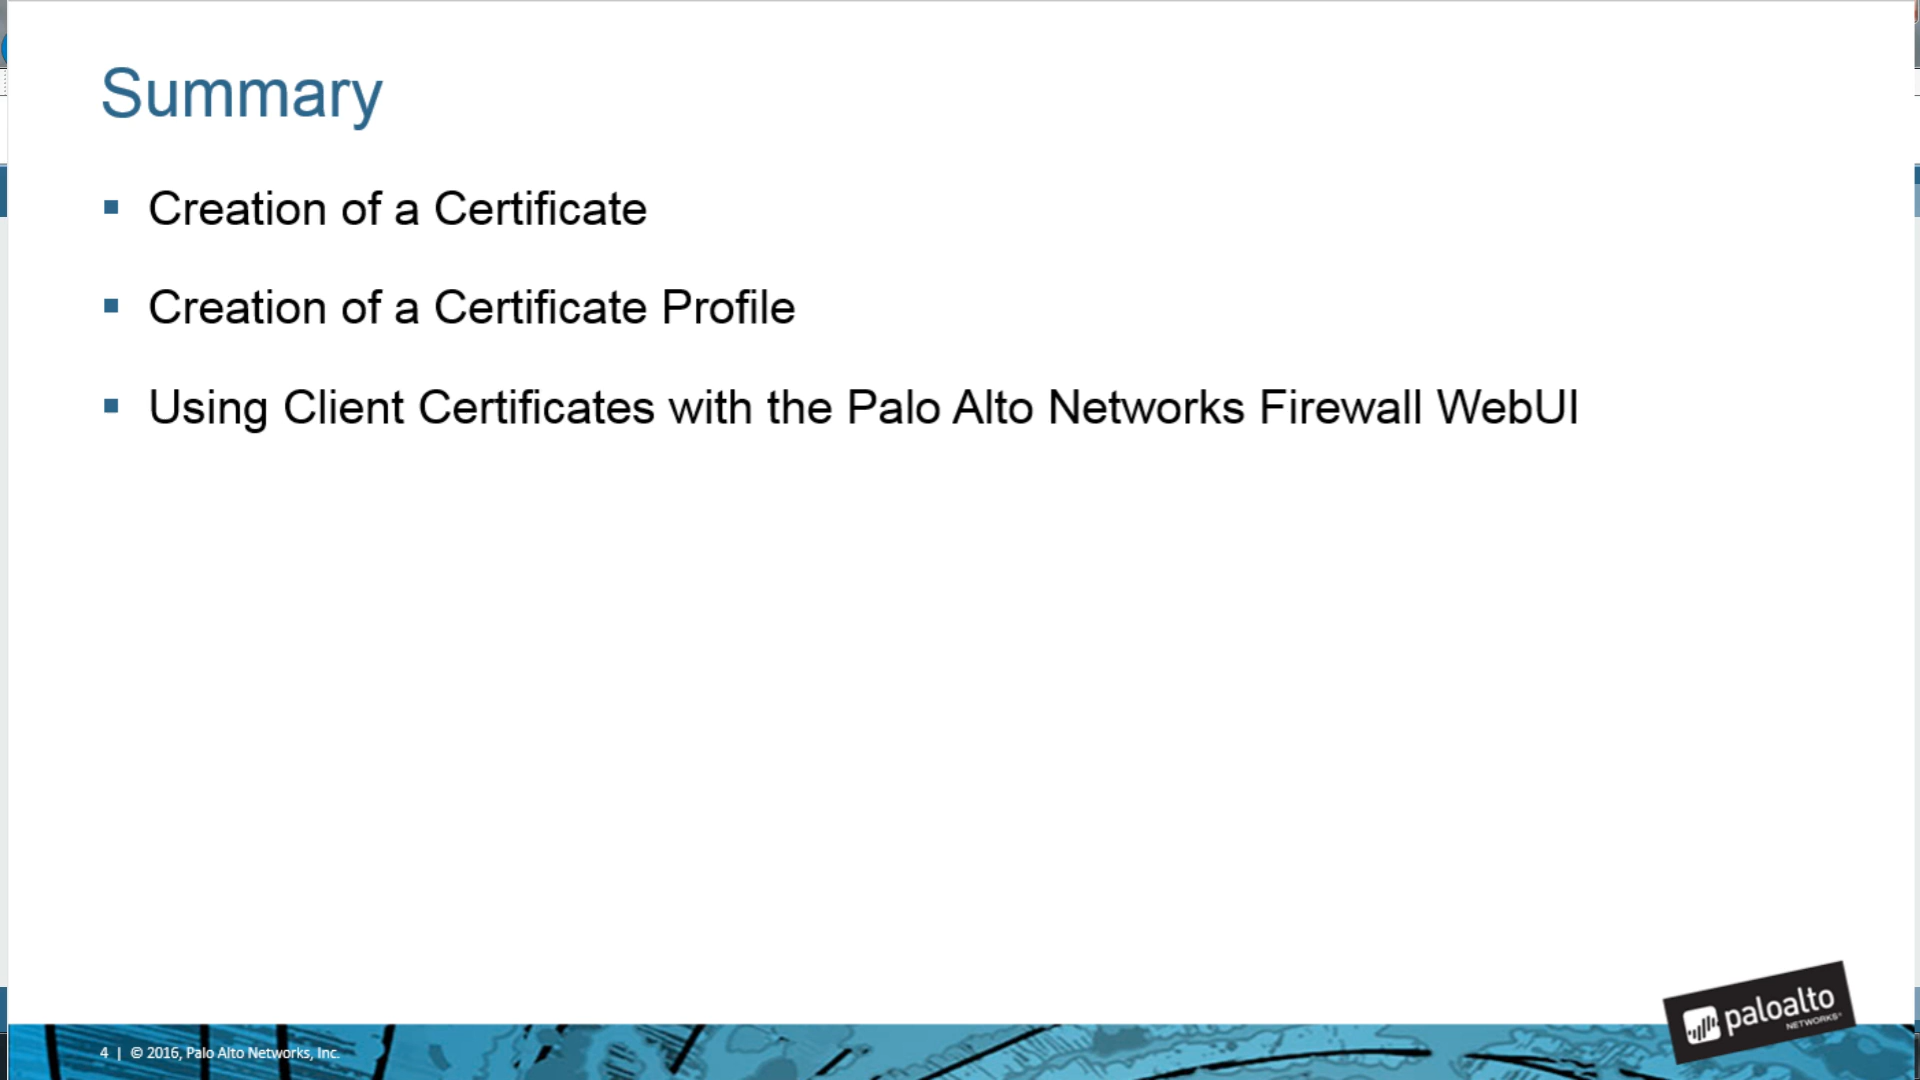 Summary
Creation of a Certificate
Creation of a Certificate Profile
Using Client Certificates with the Palo Alto Networks Firewall WebUI
4 | © 2016, Palo Alto Networks, Inc.
paloalto
NETWORKS®